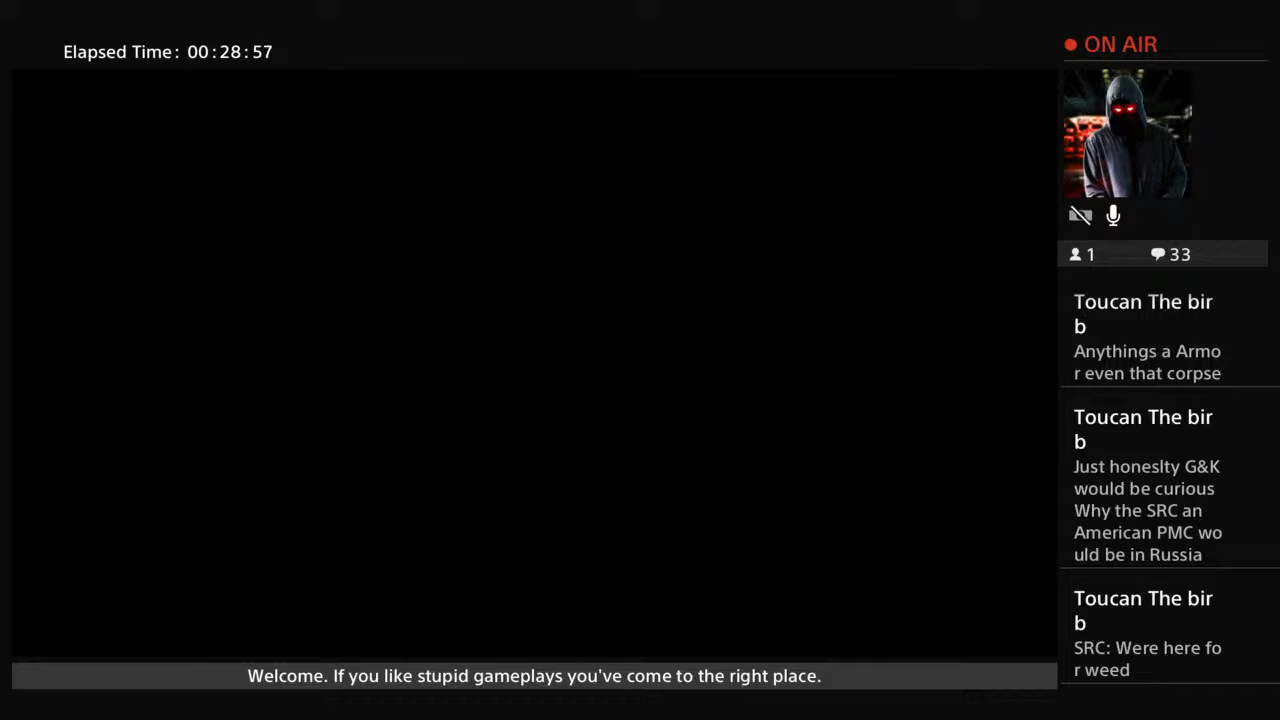 Elapsed Time: 00:28:57
ON AIR
1 33
Toucan The bir
b
Anythings a Armo
r even that corpse
Toucan The bir
b
Just honeslty G&K
would be curious
Why the SRC an
American PMC wo
uld be in Russia
Toucan The bir
b
SRC: Were here fo
r weed
Welcome. If you like stupid gameplays you've come to the right place.